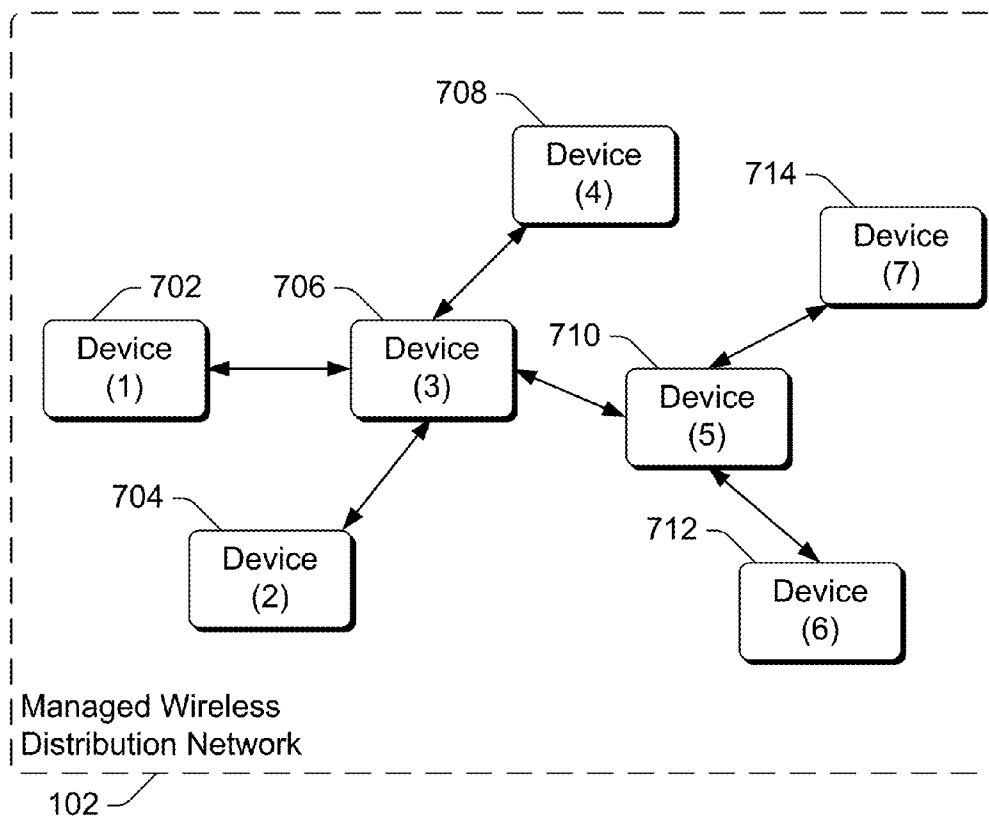 708
Device
(4)
714
Device
(7)
702
Device
(1)
706
Device
(3)
710
Device
(5)
704
Device
(2)
712
Device
(6)
Managed Wireless
Distribution Network
102